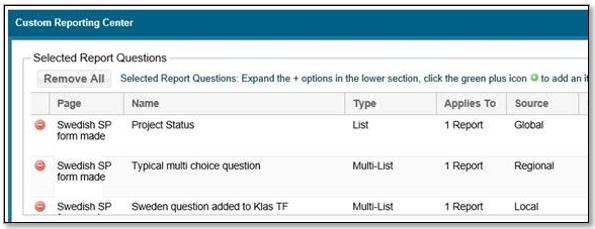 Custom Reporting Center
Selected Report Questions
Remove All Selected Report Questions: Expand the + options in the lower section, click the green plus icon to add an it
Page Name Type Applies To Source
Swedish SP Project Status List 1 Report Global
form made
Swedish SP Typical multi choice question Multi-List 1 Report Regional
form made
Swedish SP Sweden question added to Klas TF Multi-List 1 Report Local